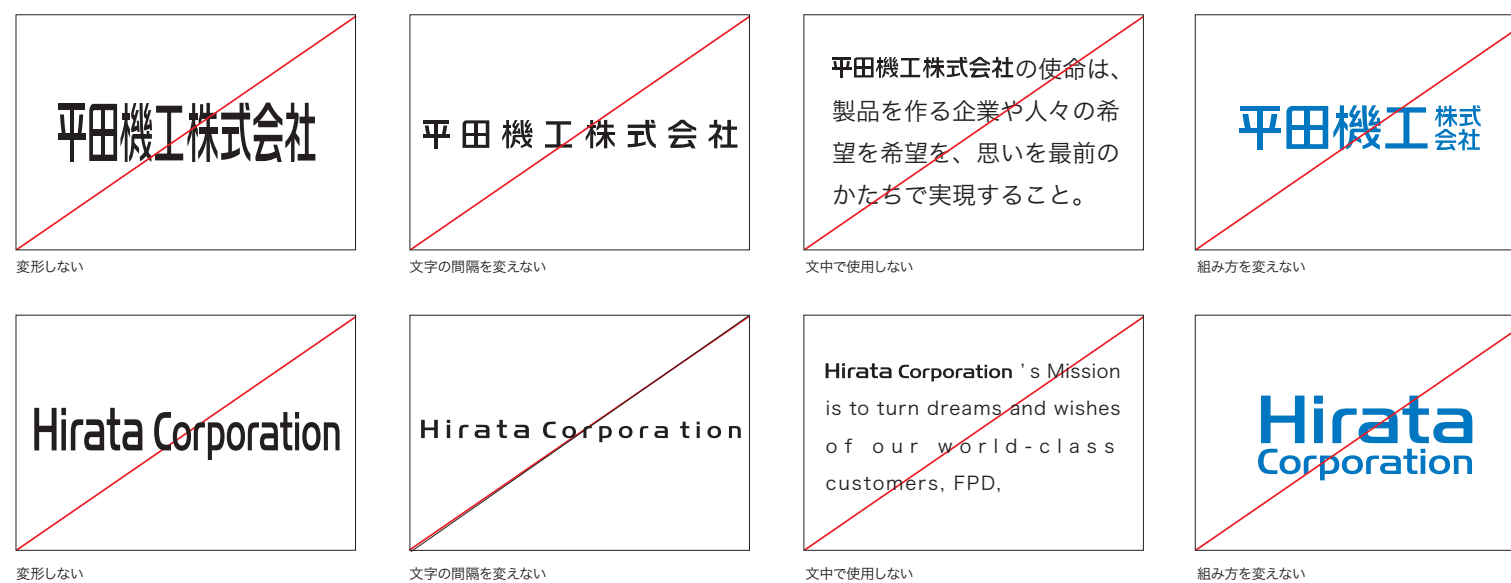 平田機工株式会社
変形しない
平田機工株式会社
文字の間隔を変えない
平田機工株式会社の使命は、
製品を作る企業や人々の希
望を希望を、思いを最前の
かたちで実現すること。
文中で使用しない
平田機工株式会社
組み方を変えない
Hirata Corporation
変形しない
Hirata Corporation
文字の間隔を変えない
Hirata Corporation ’s Mission
is to turn dreams and wishes
of our world-class
customers, FPD,
文中で使用しない
Hirata
Corporation
組み方を変えない